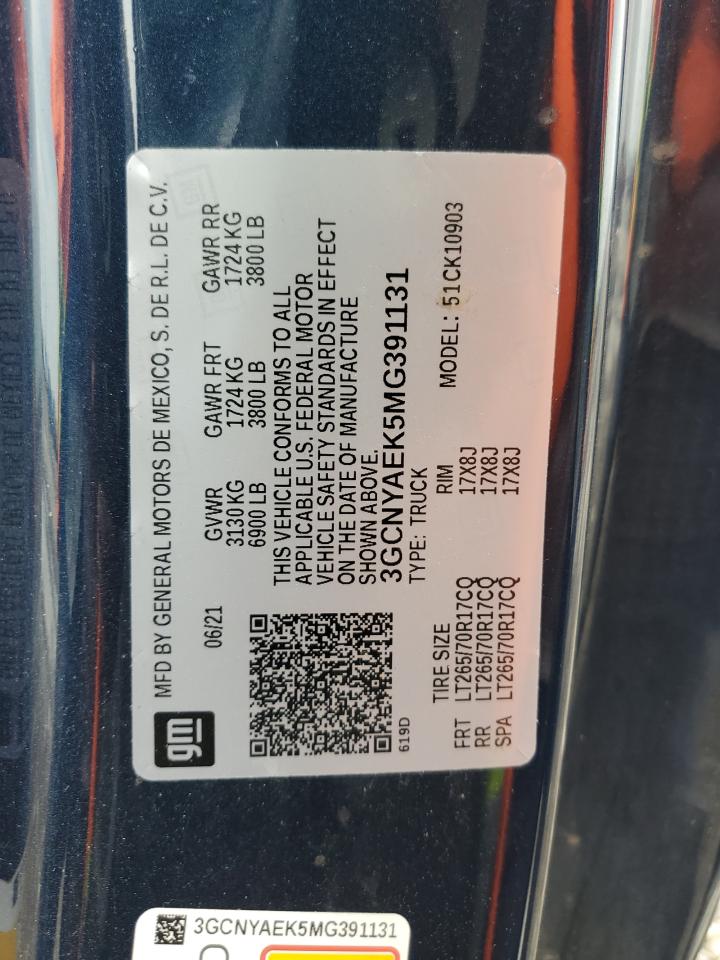 gm
MFD BY GENERAL MOTORS DE MEXICO, S. DE R.L. DE C.V.
06/21
GVWR GAWR FRT GAWR RR
3130 KG 1724 KG 1724 KG
6900 LB 3800 LB 3800 LB
THIS VEHICLE CONFORMS TO ALL
APPLICABLE U.S. FEDERAL MOTOR
VEHICLE SAFETY STANDARDS IN EFFECT
ON THE DATE OF MANUFACTURE
SHOWN ABOVE.
3GCNYAEK5MG391131
TYPE: TRUCK
619D
TIRE SIZE RIM MODEL: 51CK10903
FRT LT265/70R17CQ 17X8J
RR LT265/70R17CQ 17X8J
SPA LT265/70R17CQ 17X8J
3GCNYAEK5MG391131